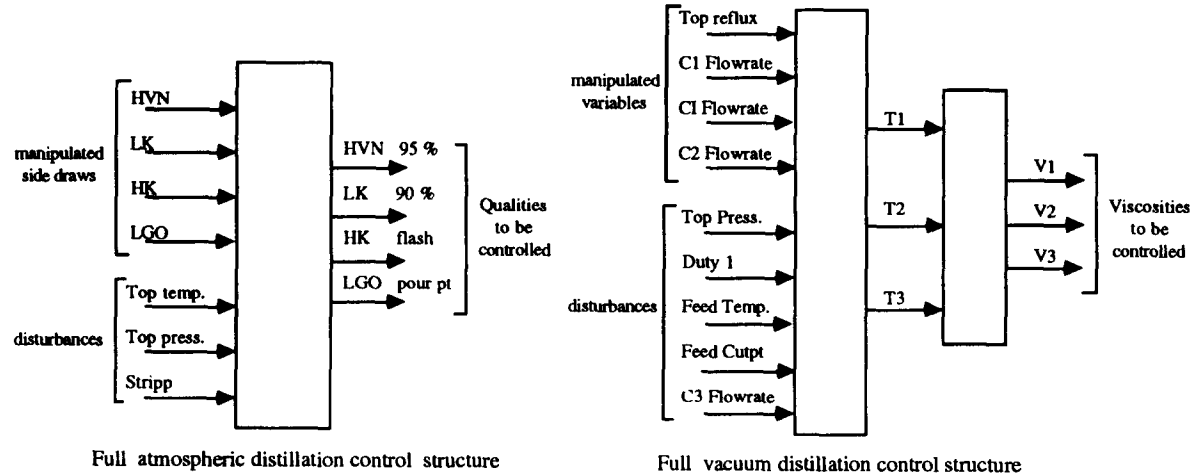 manipulated
side draws
HVN
LK
HK
LGO
disturbances
Top temp.
Top press.
Stripp
HVN 95 %
LK 90 %
HK flash
LGO pour pt
Qualities
to be
controlled
Full atmospheric distillation control structure
manipulated
variables
Top reflux
C1 Flowrate
CI Flowrate
C2 Flowrate
disturbances
Top Press.
Duty 1
Feed Temp.
Feed Cutpt
C3 Flowrate
T1
T2
T3
V1
V2
V3
Viscosities
to be
controlled
Full vacuum distillation control structure